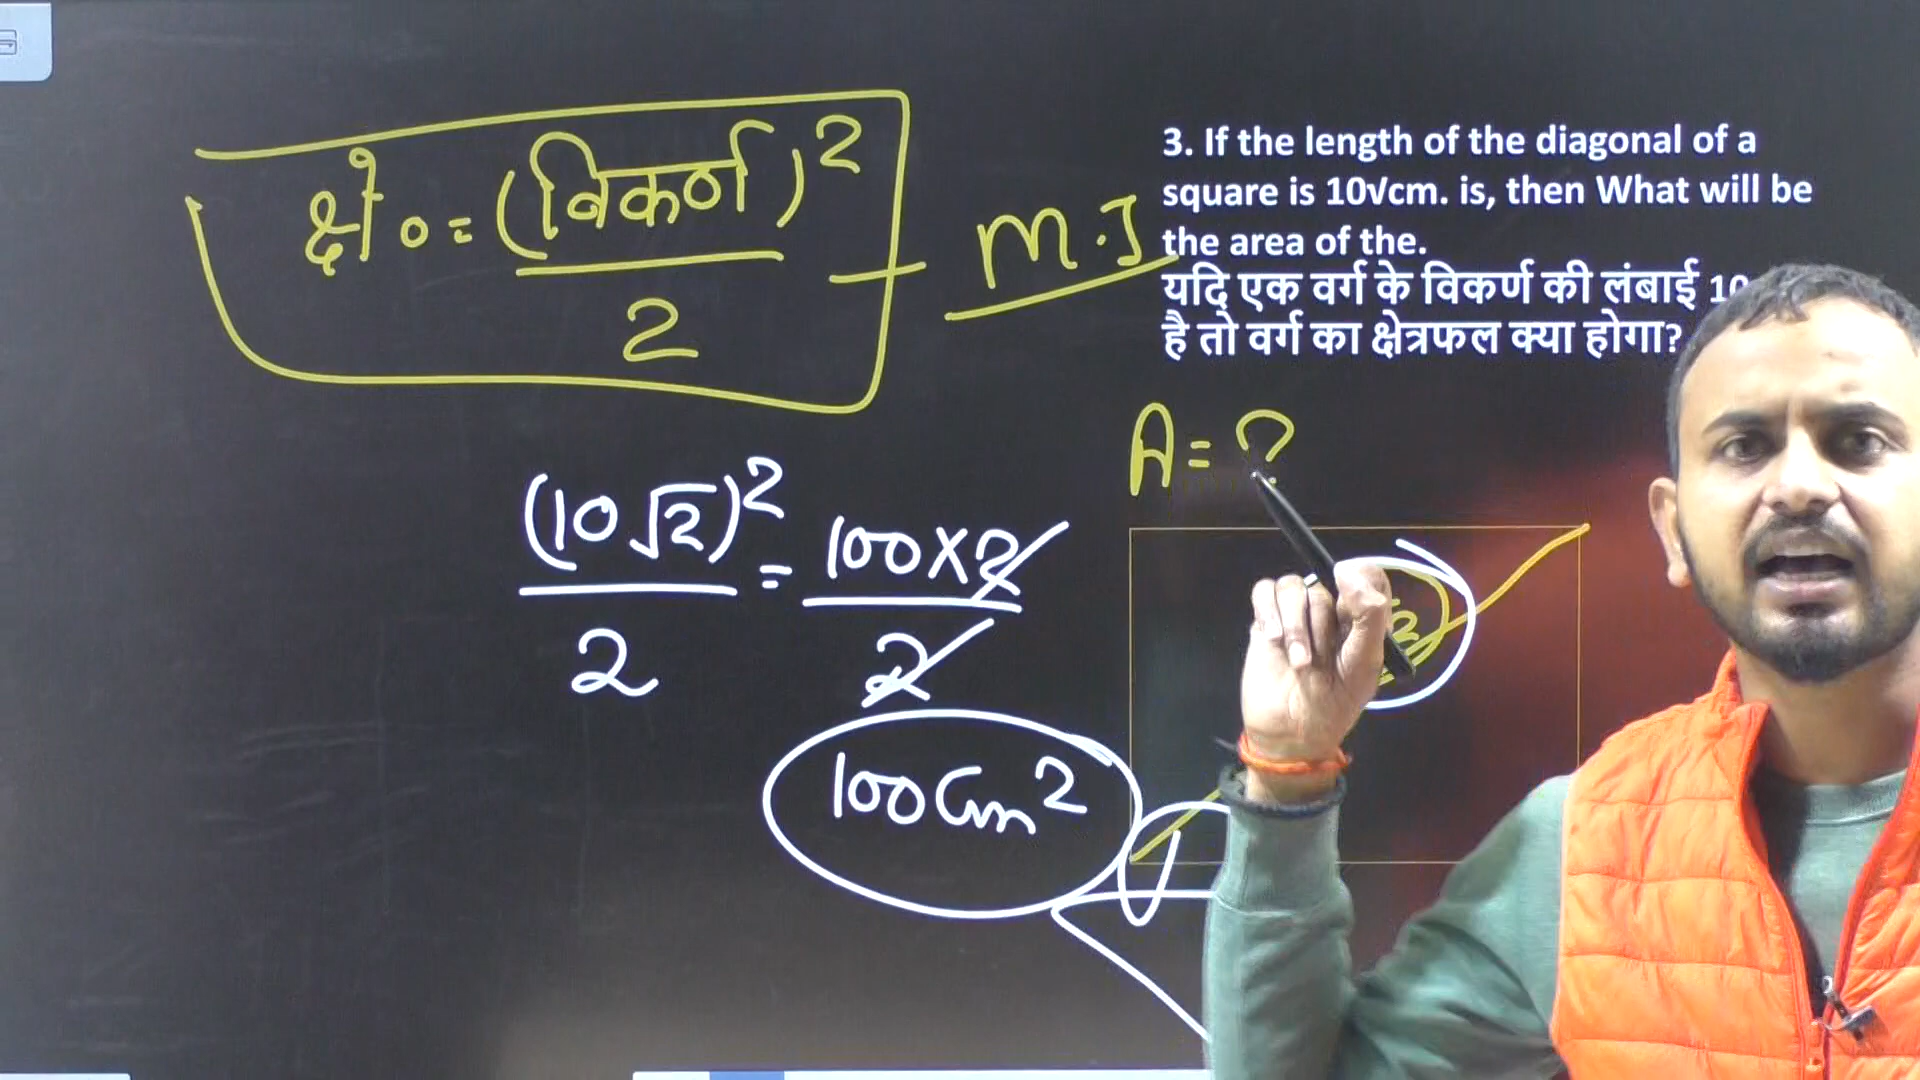 क्षे० = (विकर्ण)²
2
M.I
3. If the length of the diagonal of a
square is 10√cm. is, then What will be
the area of the.
यदि एक वर्ग के विकर्ण की लंबाई 10
है तो वर्ग का क्षेत्रफल क्या होगा?
A = ?
(10√2)² = 100×2
2 2
100 Cm²